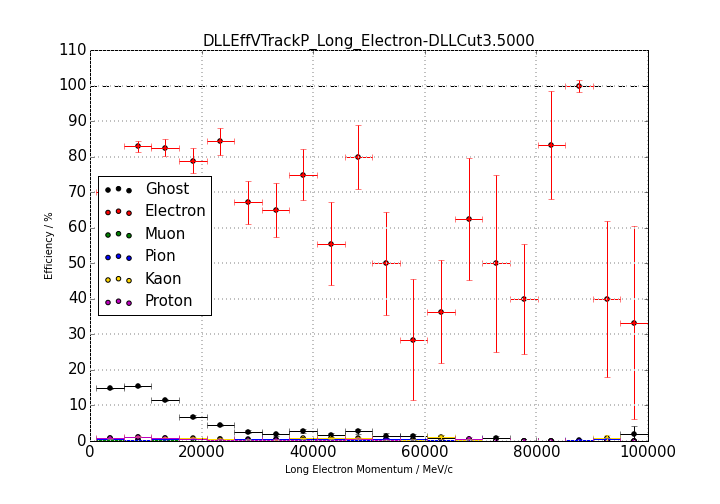 DLLEffVTrackP_Long_Electron-DLLCut3.5000
110
100
90
80
70
60
50
40
30
20
10
0
Efficiency / %
Ghost
Electron
Muon
Pion
Kaon
Proton
0 20000 40000 60000 80000 100000
Long Electron Momentum / MeV/c